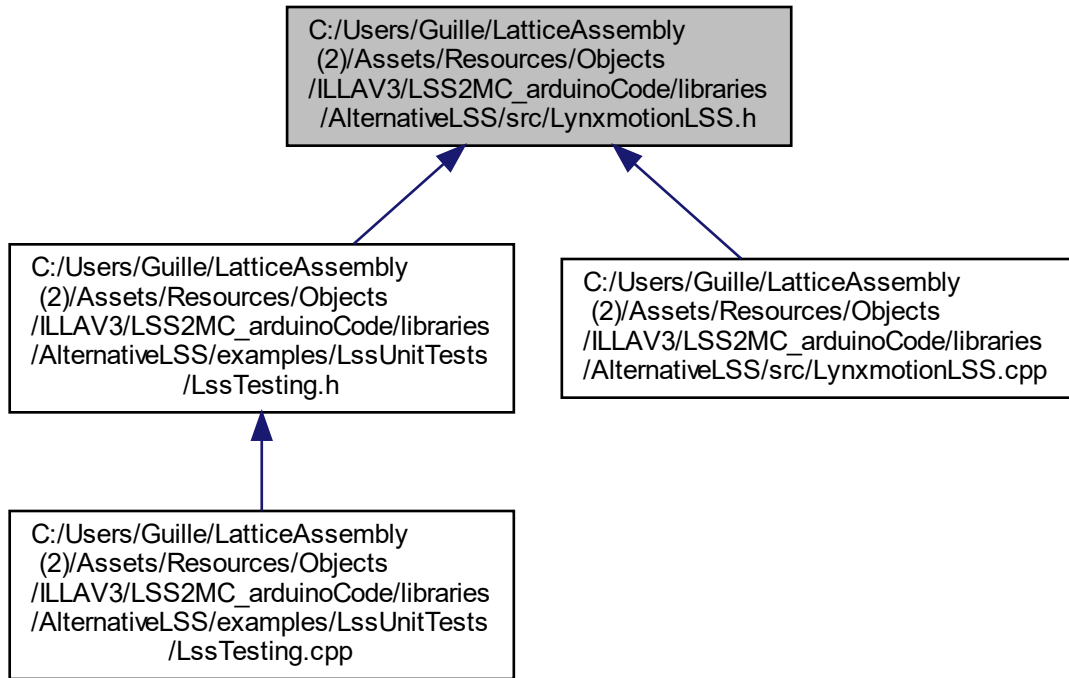 C:/Users/Guille/LatticeAssembly
(2)/Assets/Resources/Objects
/ILLAV3/LSS2MC_arduinoCode/libraries
/AlternativeLSS/src/LynxmotionLSS.h
C:/Users/Guille/LatticeAssembly
(2)/Assets/Resources/Objects
/ILLAV3/LSS2MC_arduinoCode/libraries
/AlternativeLSS/examples/LssUnitTests
/LssTesting.h
C:/Users/Guille/LatticeAssembly
(2)/Assets/Resources/Objects
/ILLAV3/LSS2MC_arduinoCode/libraries
/AlternativeLSS/src/LynxmotionLSS.cpp
C:/Users/Guille/LatticeAssembly
(2)/Assets/Resources/Objects
/ILLAV3/LSS2MC_arduinoCode/libraries
/AlternativeLSS/examples/LssUnitTests
/LssTesting.cpp